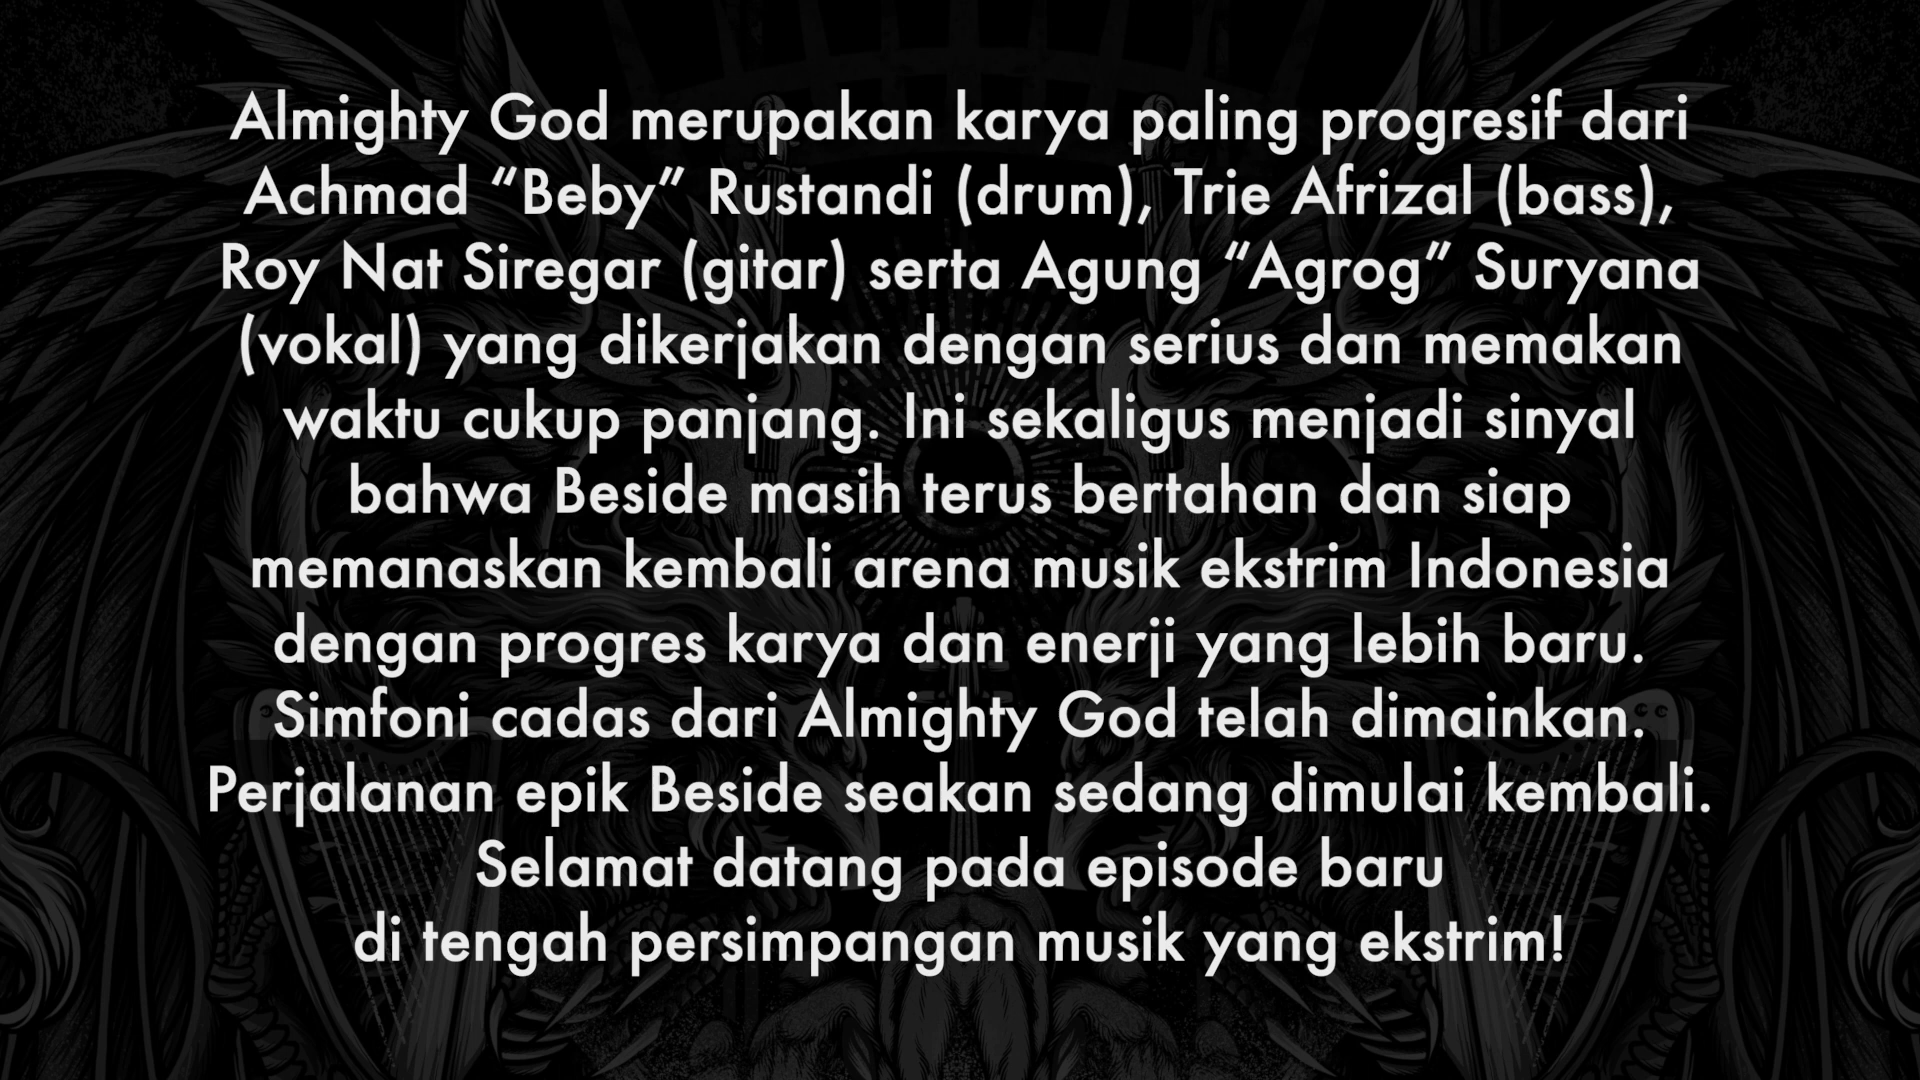 Almighty God merupakan karya paling progresif dari
Achmad “Beby” Rustandi (drum), Trie Afrizal (bass),
Roy Nat Siregar (gitar) serta Agung “Agrog” Suryana
(vokal) yang dikerjakan dengan serius dan memakan
waktu cukup panjang. Ini sekaligus menjadi sinyal
bahwa Beside masih terus bertahan dan siap
memanaskan kembali arena musik ekstrim Indonesia
dengan progres karya dan enerji yang lebih baru.
Simfoni cadas dari Almighty God telah dimainkan.
Perjalanan epik Beside seakan sedang dimulai kembali.
Selamat datang pada episode baru
di tengah persimpangan musik yang ekstrim!